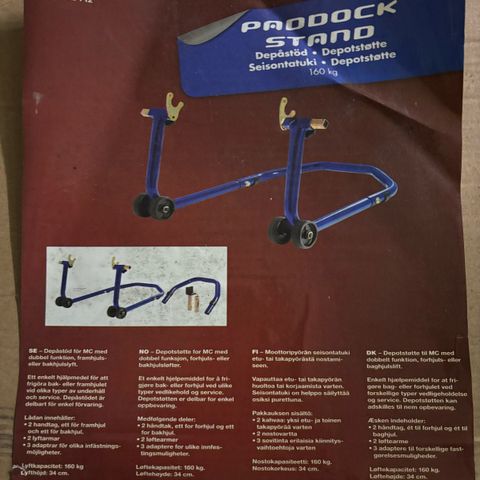 PADDOCK
STAND
Depåstöd • Depotstøtte
Seisontatuki • Depotstøtte
160 kg
SE – Depåstöd för MC med
dubbel funktion, framhjuls-
eller bakhjulslyft.
Ett enkelt hjälpmedel för att
frigöra bak- eller framhjulet
vid olika typer av underhåll
och service. Depåstödet är
delbart för enkel förvaring.
Lådan innehåller:
• 2 handtag, ett för framhjul
och ett för bakhjul.
• 2 lyftarmar
• 3 adaptrar för olika infästnings-
möjligheter.
Lyftkapacitet: 160 kg
Lyfthöjd: 34 cm.
NO – Depotstøtte for MC med
dobbel funksjon, forhjul- eller
bakhjulsløfter.
Et enkelt hjelpemiddel for å fri-
gjøre bak- eller forhjul ved ulike
typer vedlikehold og service.
Depotstøtten er delbar for enkel
oppbevaring.
Medfølgende deler:
• 2 handtak, ett til forhjul og ett
for bakhjul.
• 2 løftearmer
• 3 adaptere for ulike innfes-
tningsmuligheter.
Løftekapasitet: 160 kg.
Løftehøyde: 34 cm.
FI – Moottoripyörän seisontatuki
etu- tai takapyörästä nostami-
seen.
Vapauttaa etu- tai takapyörän
huoltoa tai korjaamista varten.
Seisontatuki on helppo säilyttää
osiksi purettuna.
Pakkauksen sisältö:
• 2 kahvaa: yksi etu- ja toinen
takapyörää varten
• 2 nostovartta
• 3 sovitinta erilaisia kiinnitys-
vaihtoehtoja varten
Nostokapasiteetti: 160 kg.
Nostokorkeus: 34 cm.
DK – Depotstøtte til MC med
dobbelt funktion, forhjuls- eller
baghjulslift.
Enkelt hjælpemiddel for at fri-
gøre bag- eller forhjulet ved
forskellige typer vedligeholdelse
og service. Depotstøtten kan
adskilles til nem opbevaring.
Æsken indeholder:
• 2 håndtag, ét til forhjul og ét til
baghjul.
• 2 løftearme
• 3 adaptere til forskellige fast-
gørelsesmuligheder.
Løftekapacitet: 160 kg.
Løftehøjde: 34 cm.